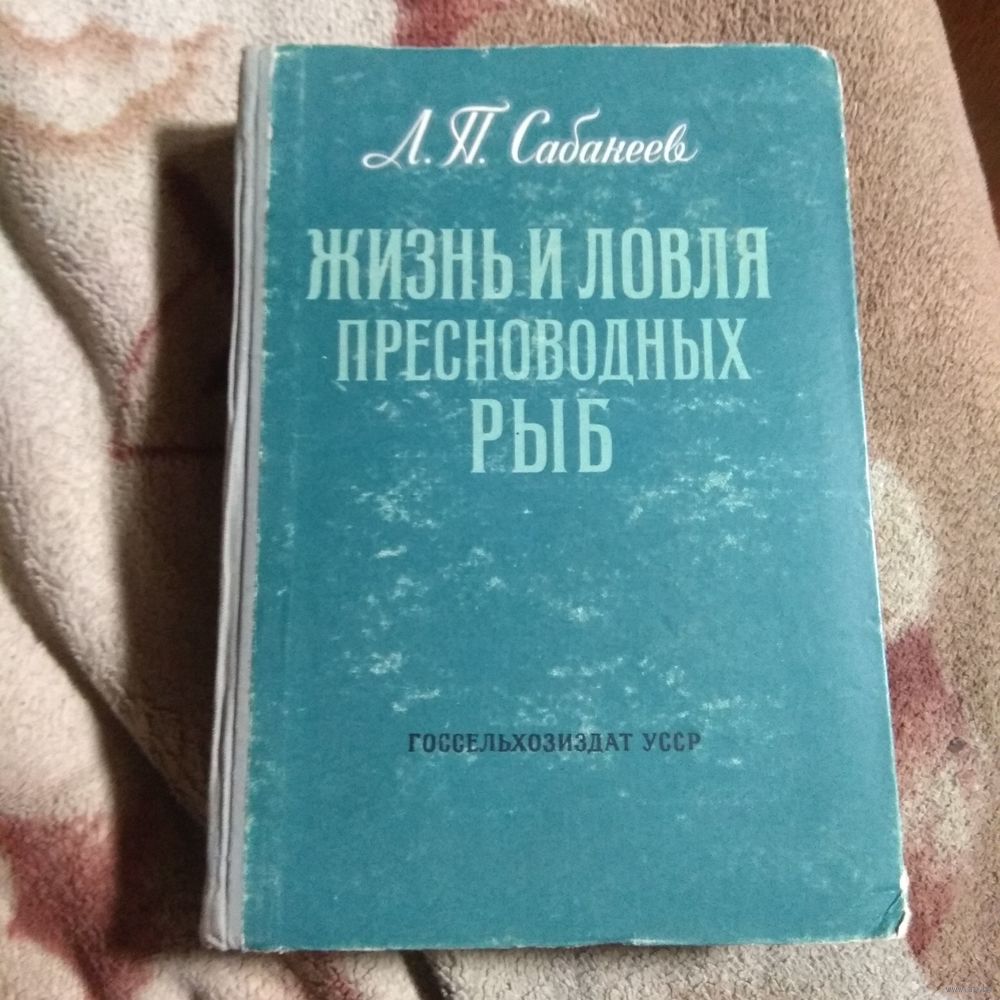 Л. П. Сабанеев
ЖИЗНЬ И ЛОВЛЯ
ПРЕСНОВОДНЫХ
РЫБ
ГОССЕЛЬХОЗИЗДАТ УССР